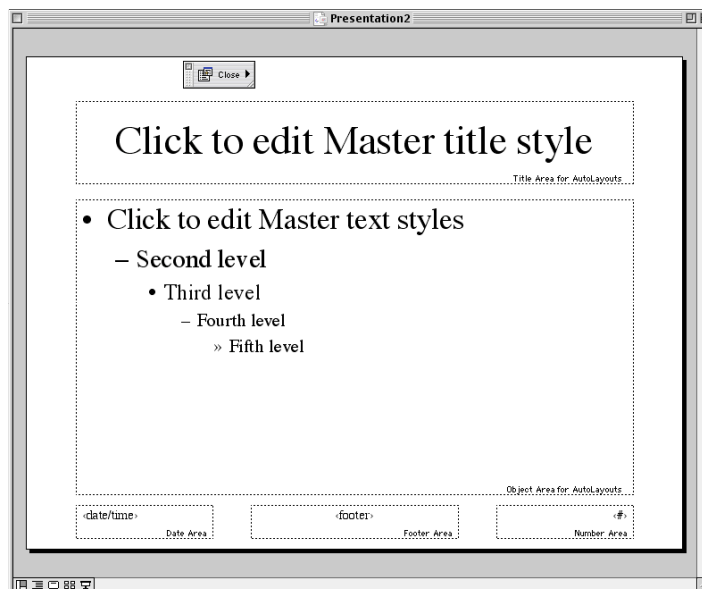 Presentation2
Close
Click to edit Master title style
Title Area for AutoLayouts
• Click to edit Master text styles
– Second level
• Third level
– Fourth level
» Fifth level
Object Area for AutoLayouts
‹date/time› ‹footer› ‹#›
Date Area Footer Area Number Area